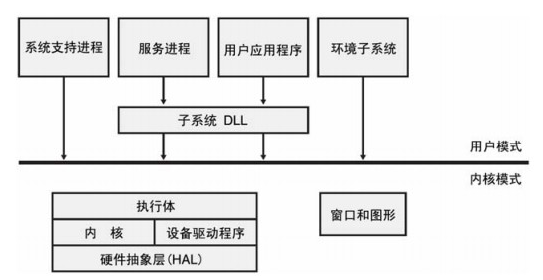 系统支持进程
服务进程
用户应用程序
环境子系统
子系统 DLL
用户模式
内核模式
执行体
窗口和图形
内 核
设备驱动程序
硬件抽象层(HAL)